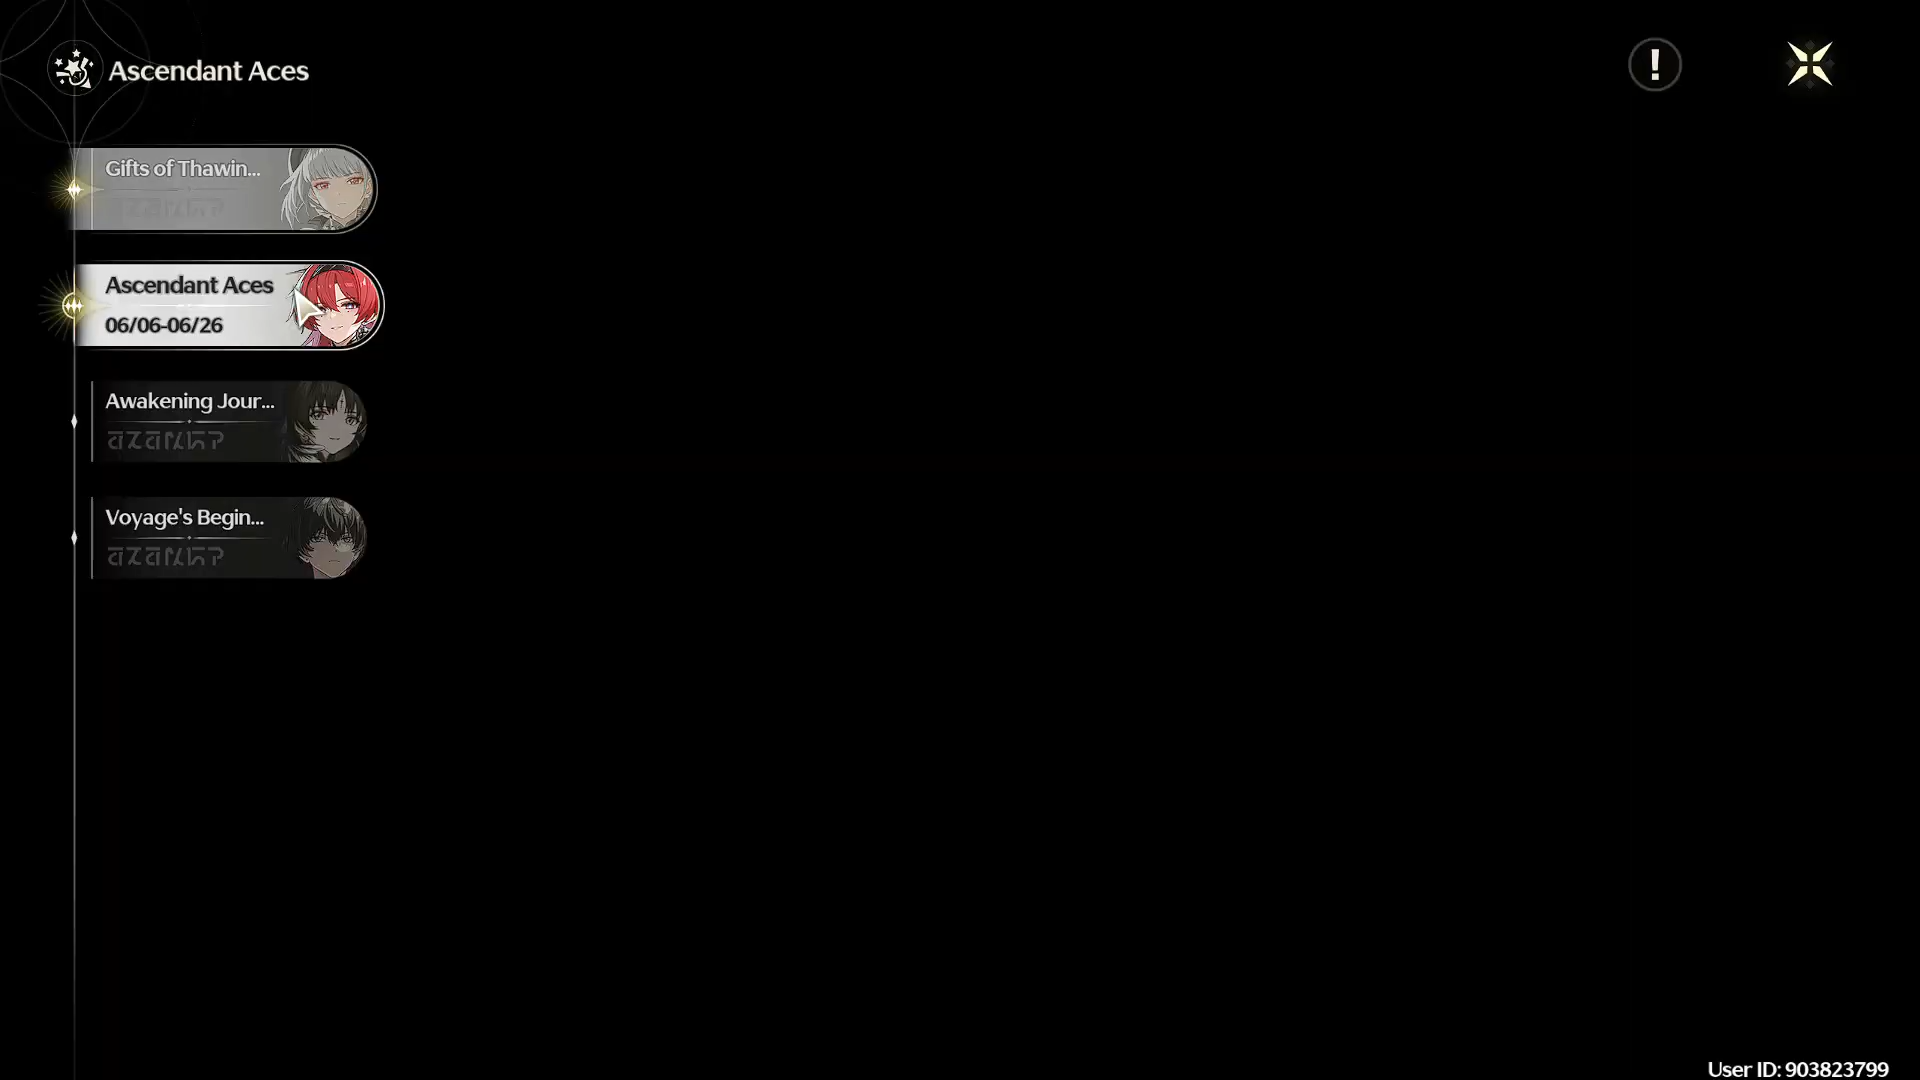 Ascendant Aces
Gifts of Thawin...
Ascendant Aces
06/06-06/26
Awakening Jour...
Voyage's Begin...
User ID: 903823799